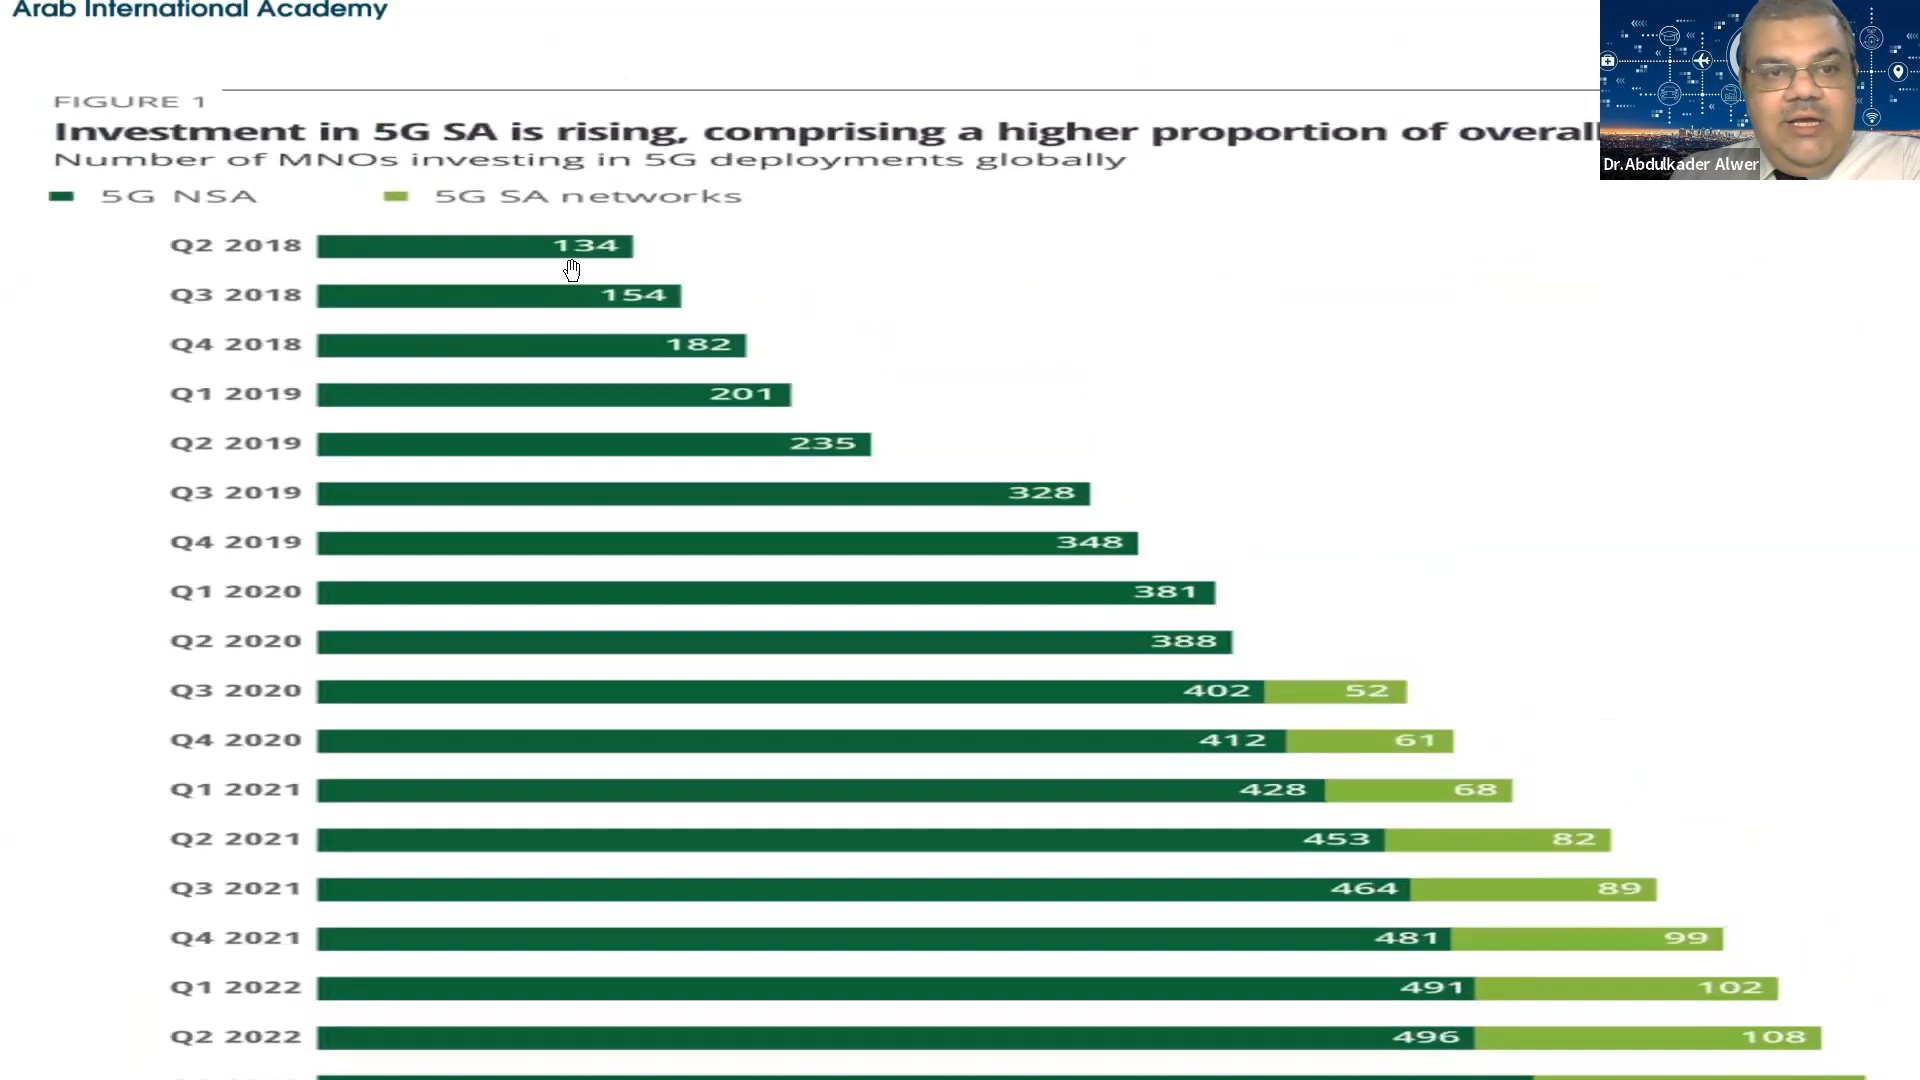 Arab International Academy
FIGURE 1
Investment in 5G SA is rising, comprising a higher proportion of overall
Number of MNOs investing in 5G deployments globally
5G NSA 5G SA networks
Q2 2018 134
Q3 2018 154
Q4 2018 182
Q1 2019 201
Q2 2019 235
Q3 2019 328
Q4 2019 348
Q1 2020 381
Q2 2020 388
Q3 2020 402 52
Q4 2020 412 61
Q1 2021 428 68
Q2 2021 453 82
Q3 2021 464 89
Q4 2021 481 99
Q1 2022 491 102
Q2 2022 496 108
Dr.Abdulkader Alwer